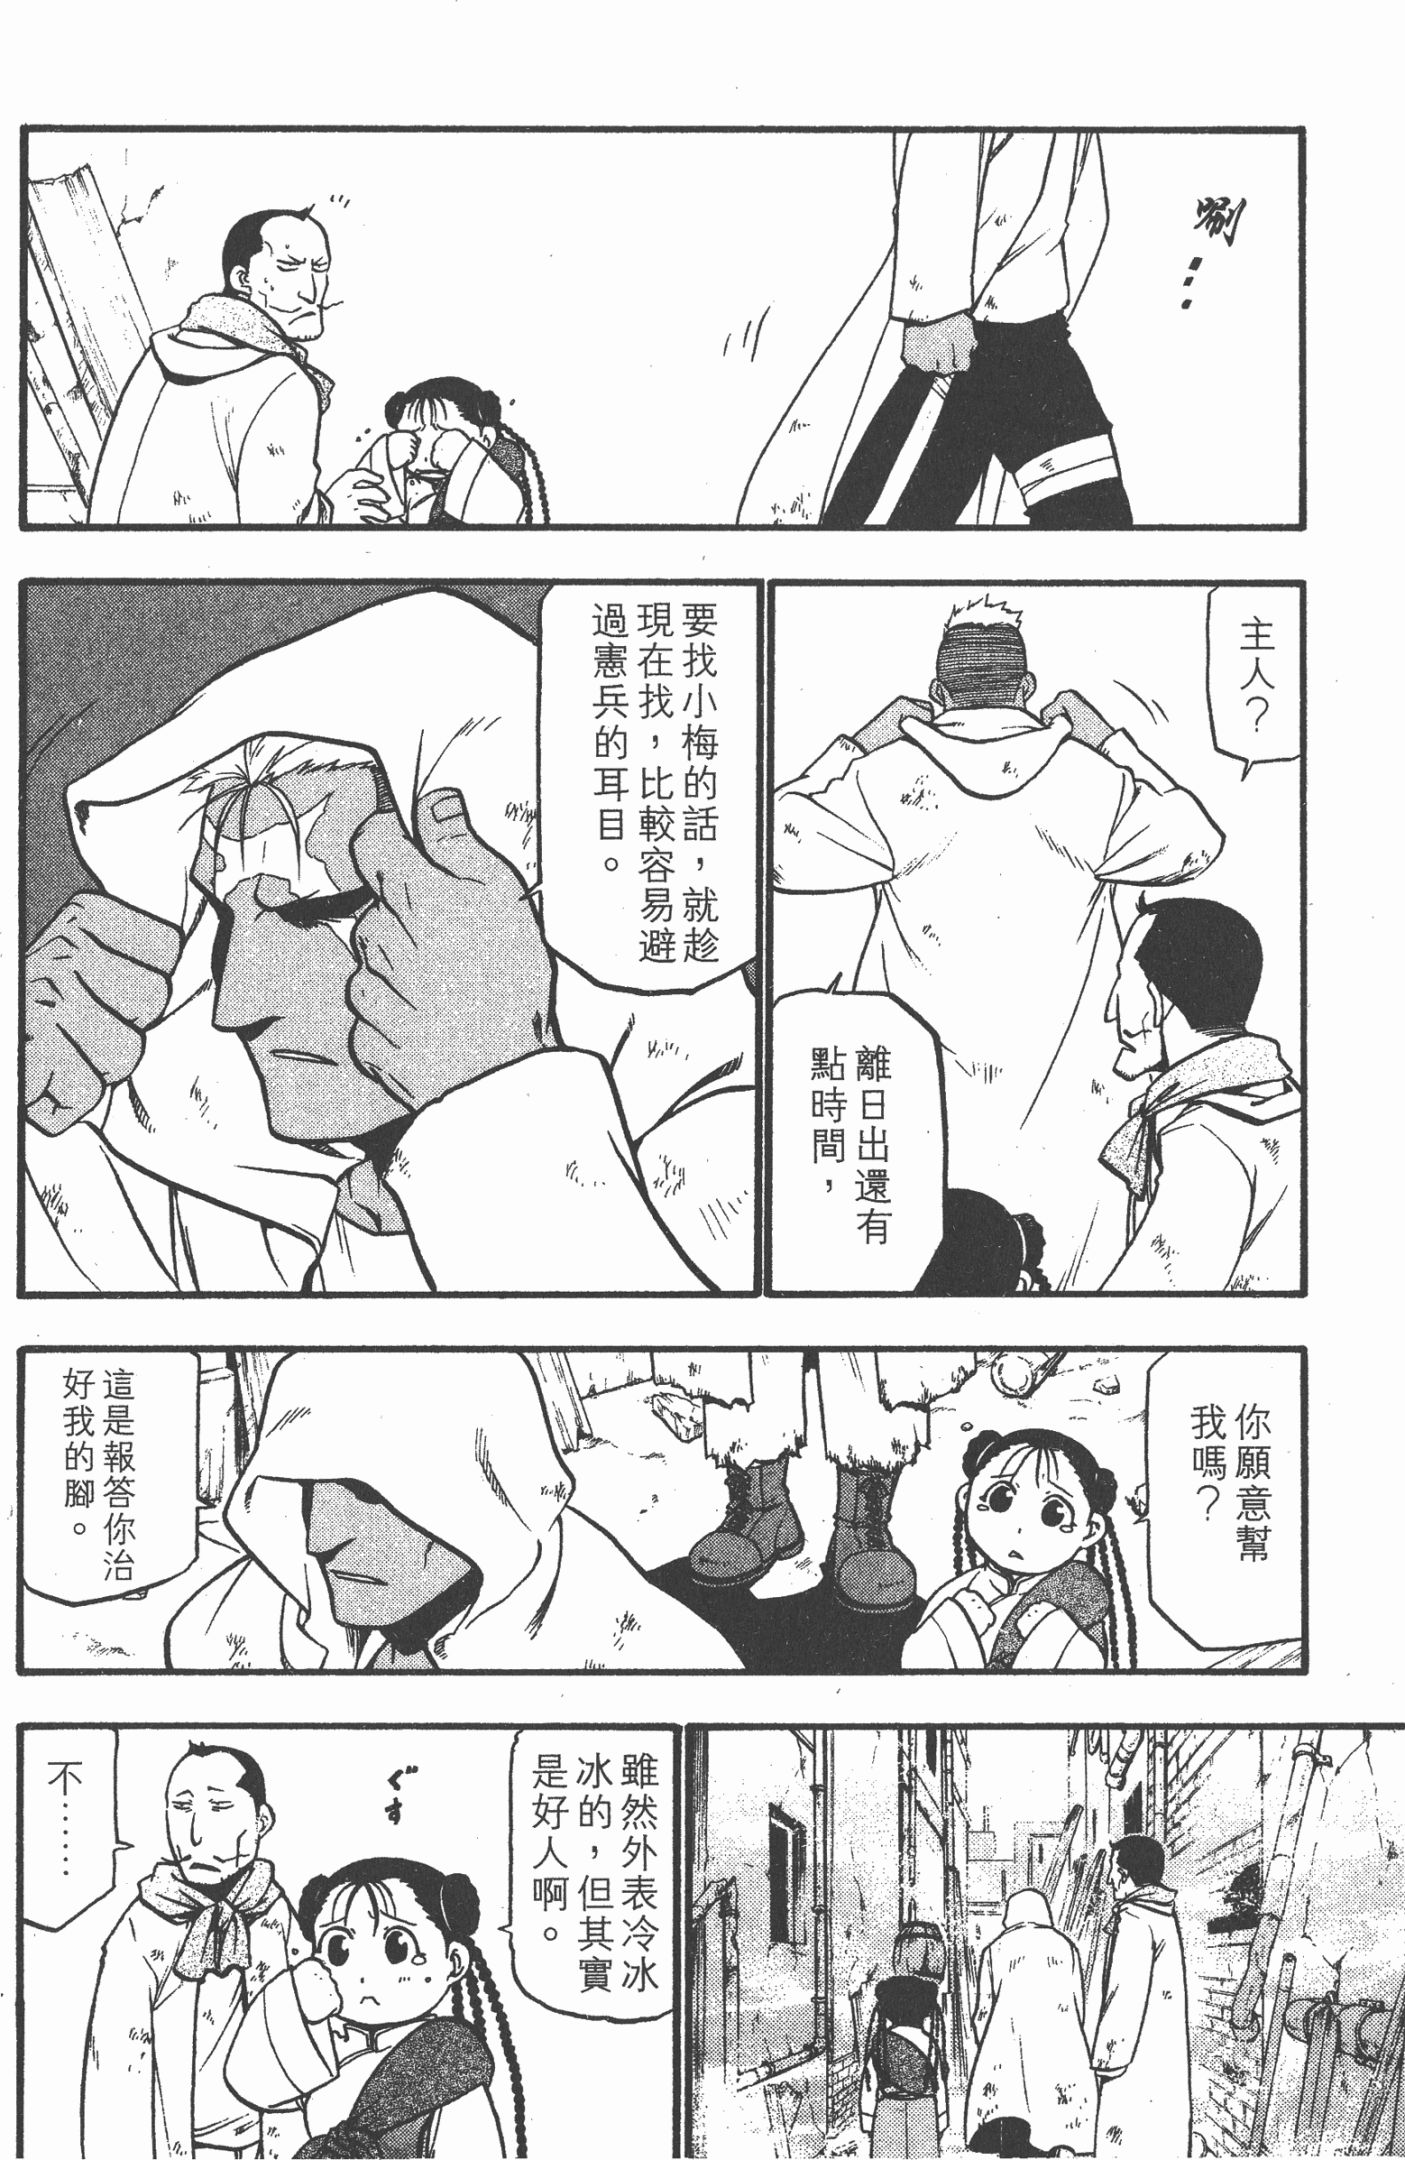 唰…
主人？
離日出還有
點時間，
要找小梅的話，就趁
現在找，比較容易避
過憲兵的耳目。
你願意幫
我嗎？
這是報答你治
好我的腳。
雖然外表冷冰
冰的，但其實
是好人啊。
ぐす
不……